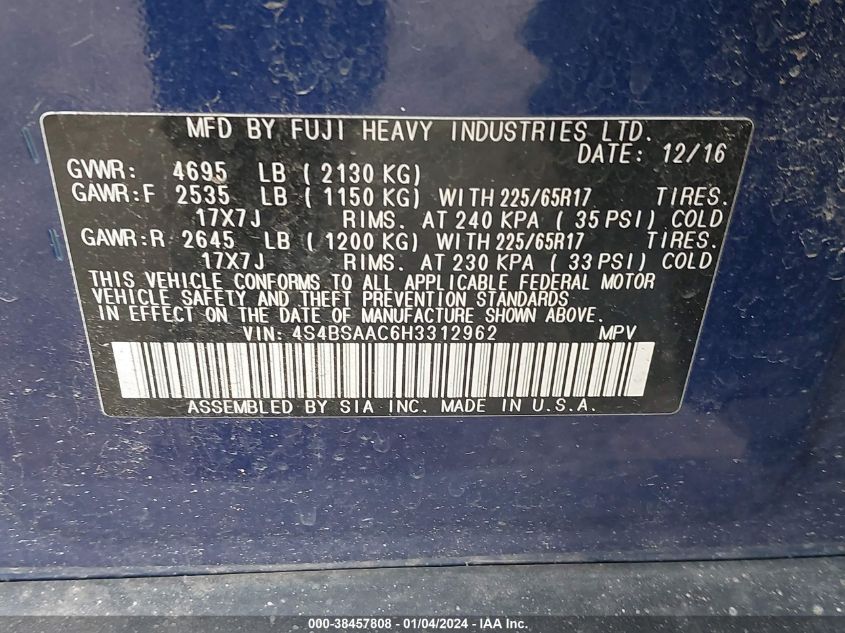 MFD BY FUJI HEAVY INDUSTRIES LTD.
DATE: 12/16
GVWR: 4695 LB ( 2130 KG)
GAWR:F 2535 LB ( 1150 KG) WITH 225/65R17 TIRES.
17X7J RIMS. AT 240 KPA ( 35 PSI) COLD
GAWR:R 2645 LB ( 1200 KG) WITH 225/65R17 TIRES.
17X7J RIMS. AT 230 KPA ( 33 PSI) COLD
THIS VEHICLE CONFORMS TO ALL APPLICABLE FEDERAL MOTOR
VEHICLE SAFETY AND THEFT PREVENTION STANDARDS
IN EFFECT ON THE DATE OF MANUFACTURE SHOWN ABOVE.
VIN: 4S4BSAAC6H3312962 MPV
ASSEMBLED BY SIA INC. MADE IN U.S.A.
000-38457808 - 01/04/2024 - IAA Inc.